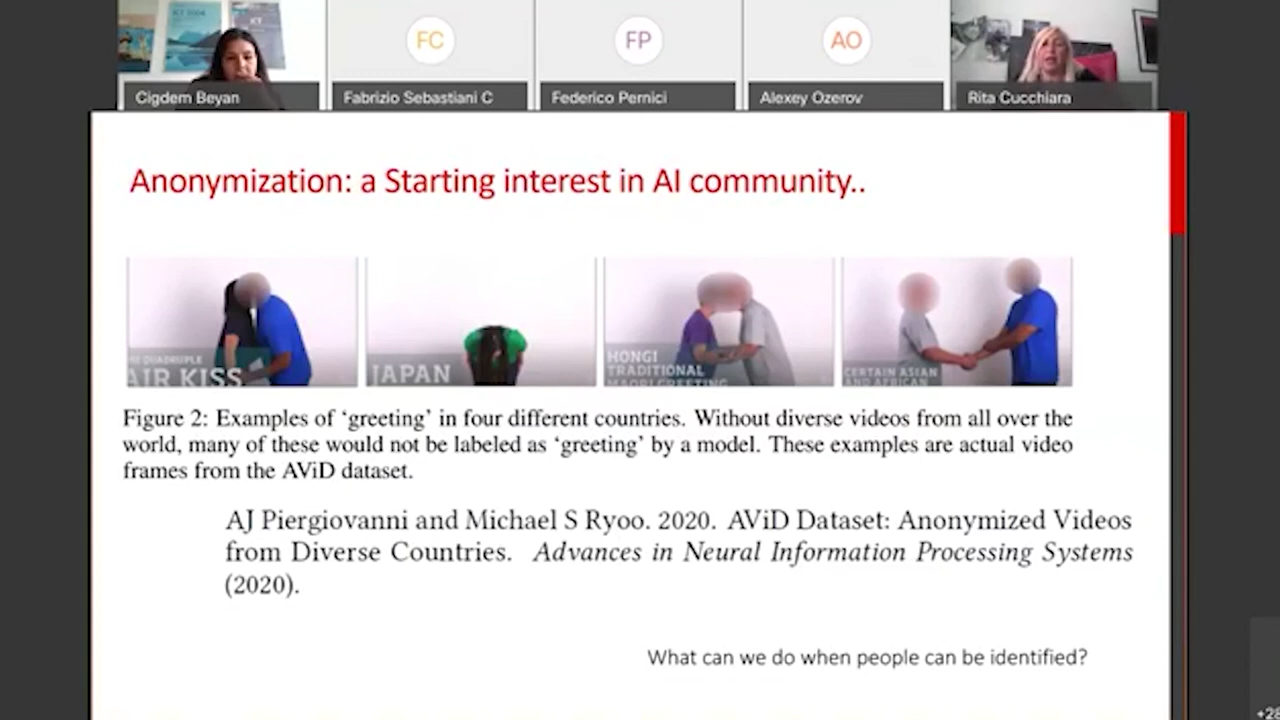 FC
FP
AO
Cigdem Beyan
Fabrizio Sebastiani C
Federico Pernici
Alexey Ozerov
Rita Cucchiara
Anonymization: a Starting interest in AI community..
QUADRUPLE
AIR KISS
JAPAN
HONGI
TRADITIONAL
MAORI GREETING
CERTAIN ASIAN
AND AFRICAN
Figure 2: Examples of ‘greeting’ in four different countries. Without diverse videos from all over the
world, many of these would not be labeled as ‘greeting’ by a model. These examples are actual video
frames from the AViD dataset.
AJ Piergiovanni and Michael S Ryoo. 2020. AViD Dataset: Anonymized Videos
from Diverse Countries. Advances in Neural Information Processing Systems
(2020).
What can we do when people can be identified?